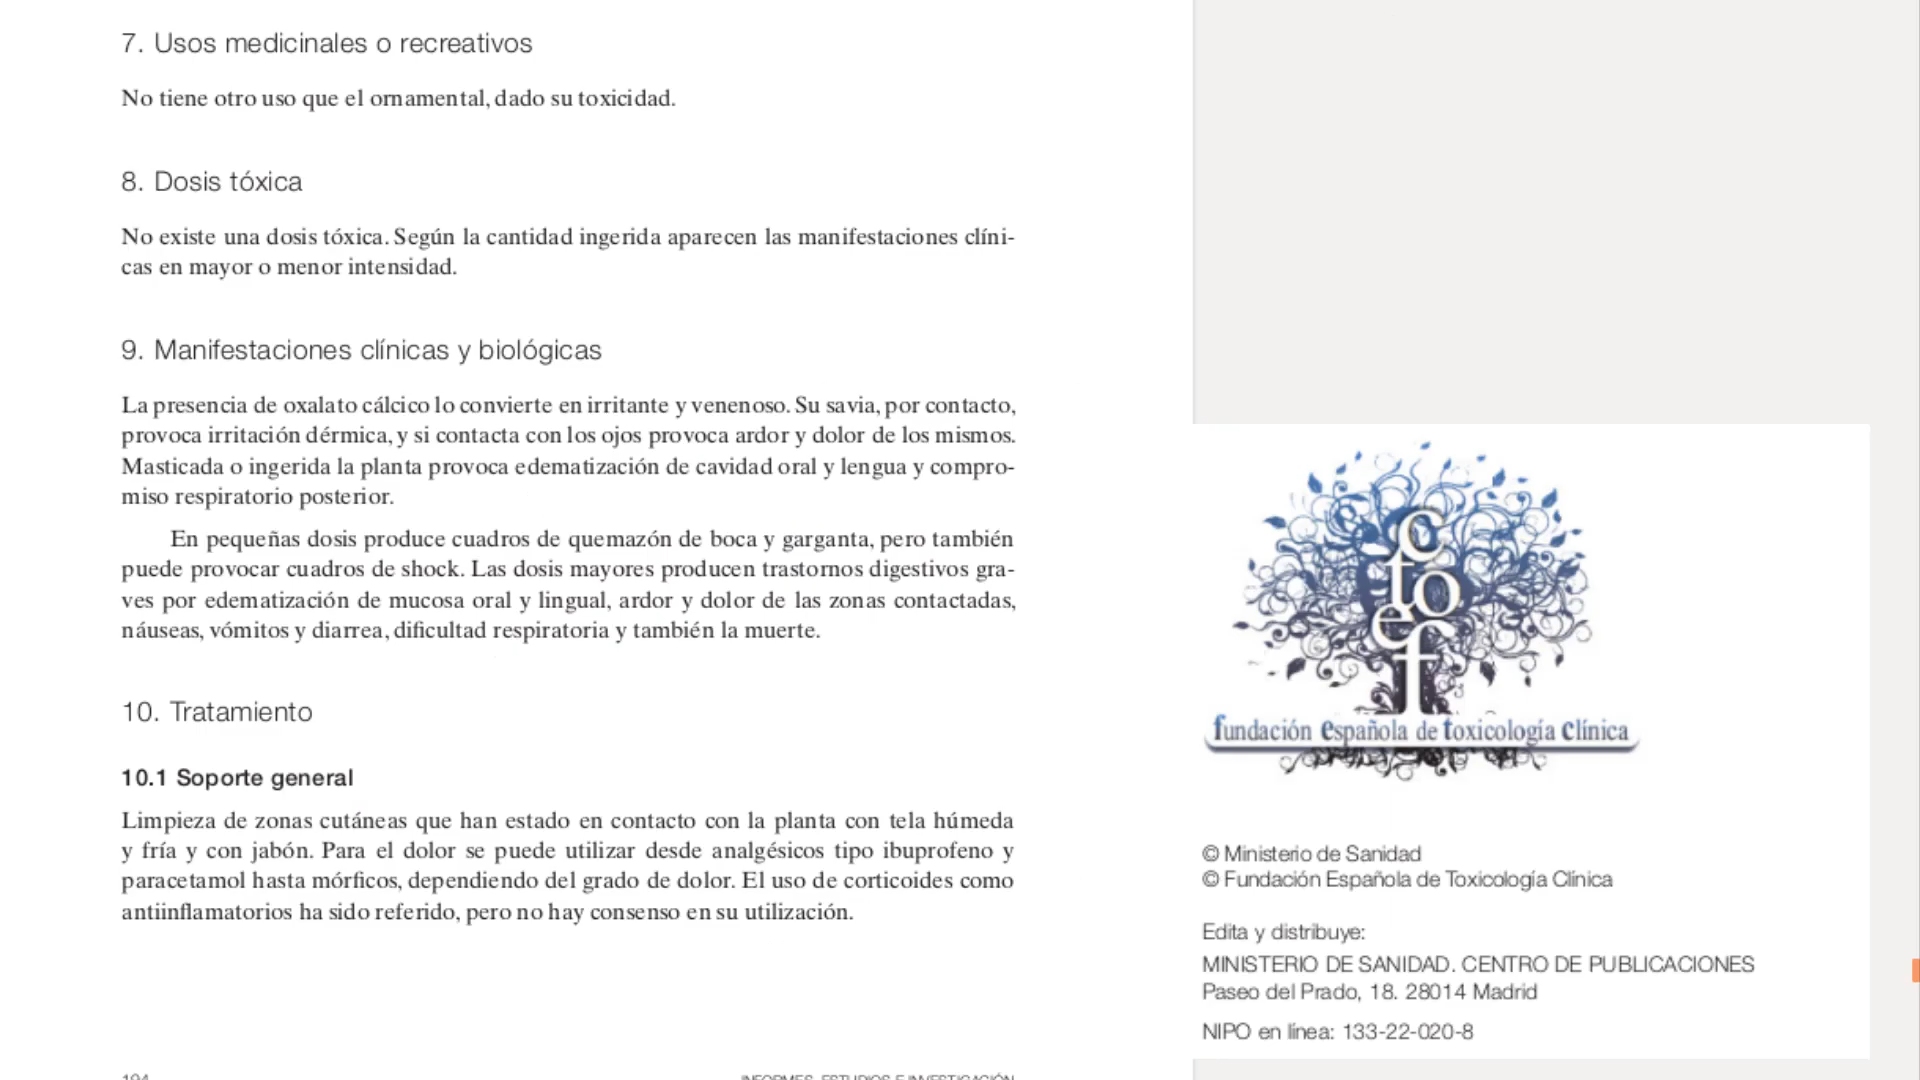 7. Usos medicinales o recreativos
No tiene otro uso que el ornamental, dado su toxicidad.
8. Dosis tóxica
No existe una dosis tóxica. Según la cantidad ingerida aparecen las manifestaciones clíni-
cas en mayor o menor intensidad.
9. Manifestaciones clínicas y biológicas
La presencia de oxalato cálcico lo convierte en irritante y venenoso. Su savia, por contacto,
provoca irritación dérmica, y si contacta con los ojos provoca ardor y dolor de los mismos.
Masticada o ingerida la planta provoca edematización de cavidad oral y lengua y compro-
miso respiratorio posterior.
En pequeñas dosis produce cuadros de quemazón de boca y garganta, pero también
puede provocar cuadros de shock. Las dosis mayores producen trastornos digestivos gra-
ves por edematización de mucosa oral y lingual, ardor y dolor de las zonas contactadas,
náuseas, vómitos y diarrea, dificultad respiratoria y también la muerte.
10. Tratamiento
10.1 Soporte general
Limpieza de zonas cutáneas que han estado en contacto con la planta con tela húmeda
y fría y con jabón. Para el dolor se puede utilizar desde analgésicos tipo ibuprofeno y
paracetamol hasta mórficos, dependiendo del grado de dolor. El uso de corticoides como
antiinflamatorios ha sido referido, pero no hay consenso en su utilización.
194
INFORMES, ESTUDIOS E INVESTIGACIÓN
c
to
e
f
fundación española de toxicología clínica
© Ministerio de Sanidad
© Fundación Española de Toxicología Clínica
Edita y distribuye:
MINISTERIO DE SANIDAD. CENTRO DE PUBLICACIONES
Paseo del Prado, 18. 28014 Madrid
NIPO en línea: 133-22-020-8